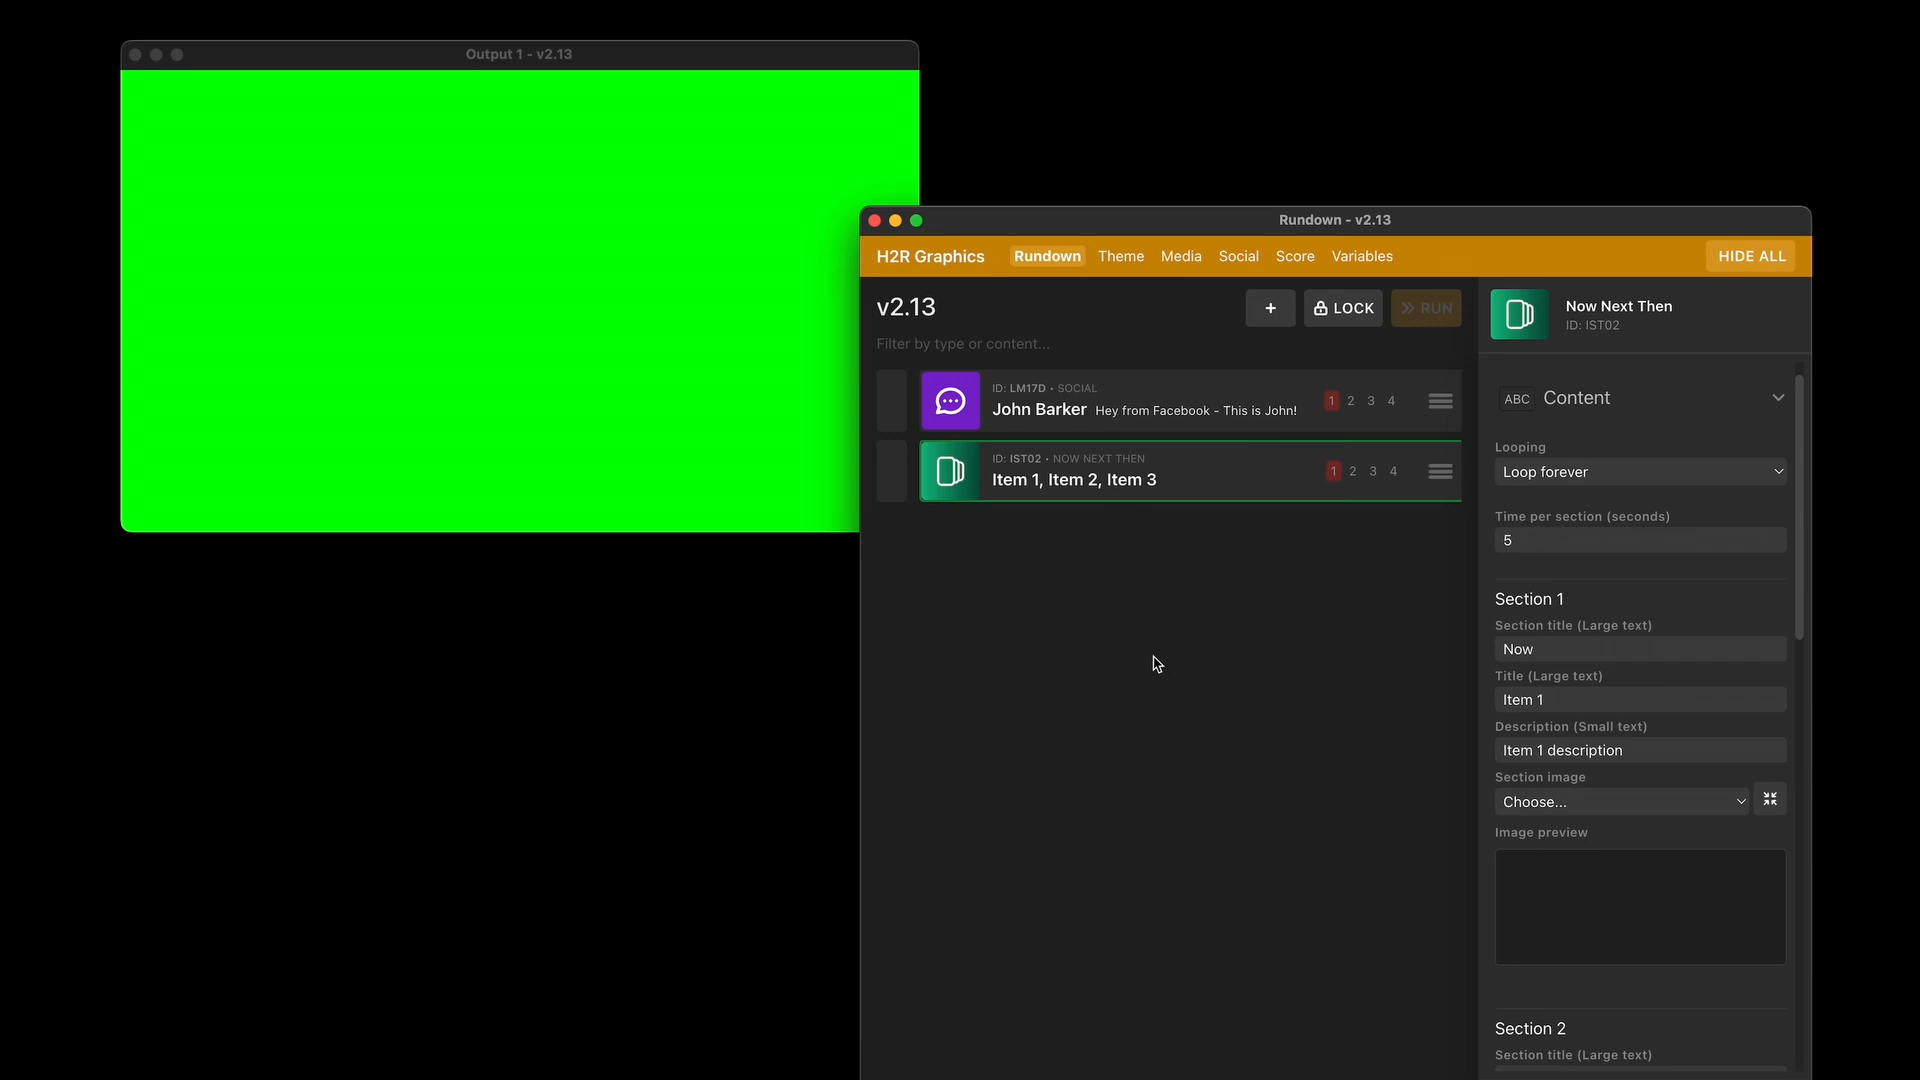 Output 1 - v2.13
Rundown - v2.13
H2R Graphics Rundown Theme Media Social Score Variables HIDE ALL
v2.13
+ LOCK RUN
Filter by type or content...
ID: LM17D • SOCIAL
John Barker Hey from Facebook - This is John!
1 2 3 4
ID: IST02 • NOW NEXT THEN
Item 1, Item 2, Item 3
1 2 3 4
Now Next Then
ID: IST02
ABC Content
Looping
Loop forever
Time per section (seconds)
5
Section 1
Section title (Large text)
Now
Title (Large text)
Item 1
Description (Small text)
Item 1 description
Section image
Choose...
Image preview
Section 2
Section title (Large text)